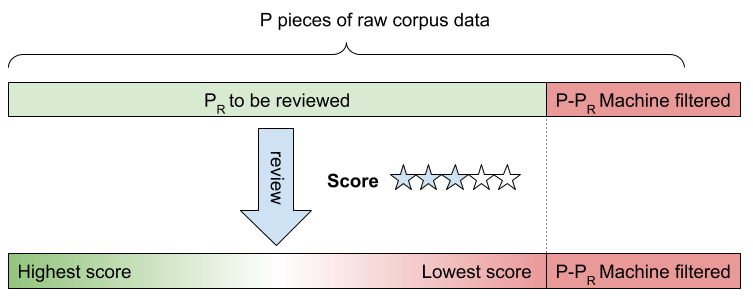 P pieces of raw corpus data
P_R to be reviewed
P-P_R Machine filtered
review
Score
Highest score
Lowest score
P-P_R Machine filtered